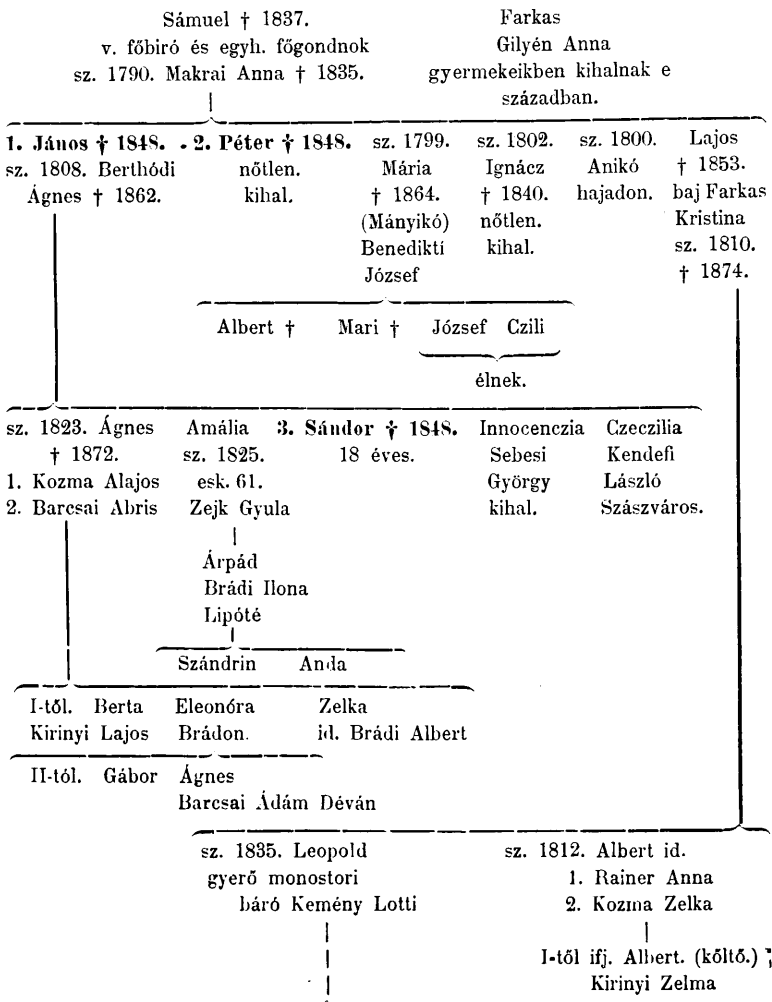 Sámuel † 1837.
v. főbiró és egyh. főgondnok
sz. 1790. Makrai Anna † 1835.
Farkas
Gilyén Anna
gyermekeikben kihalnak e
században.
1. János † 1848.
sz. 1808. Berthódi
Ágnes † 1862.
2. Péter † 1848.
nőtlen.
kihal.
sz. 1799.
Mária
† 1864.
(Mányikó)
Benedikti
József
sz. 1802.
Ignácz
† 1840.
nőtlen.
kihal.
sz. 1800.
Anikó
hajadon.
Lajos
† 1853.
baj Farkas
Kristina
sz. 1810.
† 1874.
Albert † Mari † József Czili
élnek.
sz. 1823. Ágnes
† 1872.
1. Kozma Alajos
2. Barcsai Abris
Amália
sz. 1825.
esk. 61.
Zejk Gyula
3. Sándor † 1848.
18 éves.
Innocenczia
Sebesi
György
kihal.
Czeczilia
Kendefi
László
Szászváros.
Árpád
Brádi Ilona
Lipóté
Szándrin Anda
I-től. Berta Eleonóra Zelka
Kirinyi Lajos Brádon. id. Brádi Albert
II-tól. Gábor Ágnes
Barcsai Ádám Déván
sz. 1835. Leopold
gyerő monostori
báró Kemény Lotti
sz. 1812. Albert id.
1. Rainer Anna
2. Kozma Zelka
I-től ifj. Albert. (kőltő.)
Kirinyi Zelma